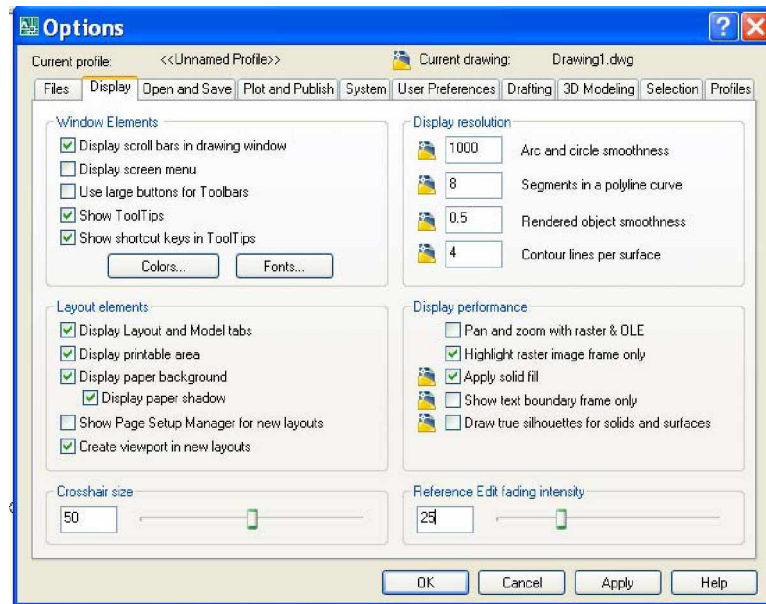 Options
Current profile: <<Unnamed Profile>> Current drawing: Drawing1.dwg
Files Display Open and Save Plot and Publish System User Preferences Drafting 3D Modeling Selection Profiles
Window Elements
Display scroll bars in drawing window
Display screen menu
Use large buttons for Toolbars
Show ToolTips
Show shortcut keys in ToolTips
Colors... Fonts...
Display resolution
1000 Arc and circle smoothness
8 Segments in a polyline curve
0.5 Rendered object smoothness
4 Contour lines per surface
Layout elements
Display Layout and Model tabs
Display printable area
Display paper background
Display paper shadow
Show Page Setup Manager for new layouts
Create viewport in new layouts
Display performance
Pan and zoom with raster & OLE
Highlight raster image frame only
Apply solid fill
Show text boundary frame only
Draw true silhouettes for solids and surfaces
Crosshair size
50
Reference Edit fading intensity
25
OK Cancel Apply Help